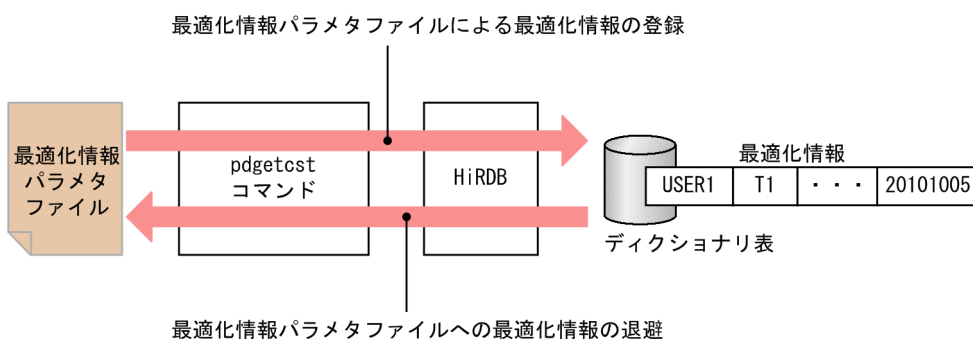 最適化情報パラメタファイルによる最適化情報の登録
最適化情報
パラメタ
ファイル
pdgetcst
コマンド
HiRDB
最適化情報
USER1 T1 ・・・ 20101005
ディクショナリ表
最適化情報パラメタファイルへの最適化情報の退避